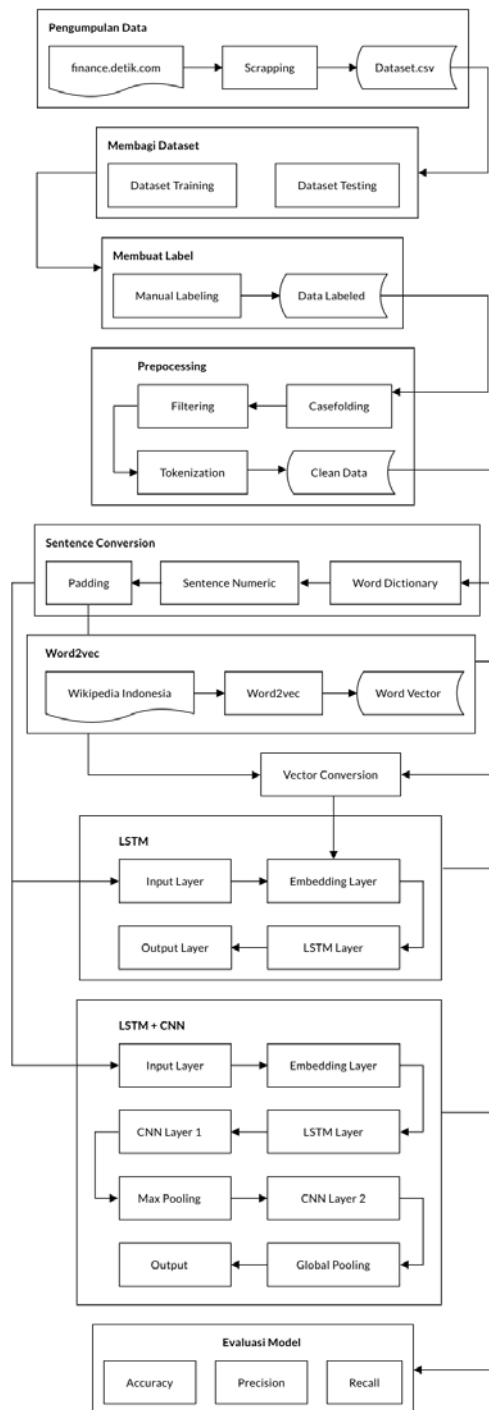 Pengumpulan Data
finance.detik.com
Scrapping
Dataset.csv
Membagi Dataset
Dataset Training
Dataset Testing
Membuat Label
Manual Labeling
Data Labeled
Prepocessing
Filtering
Casefolding
Tokenization
Clean Data
Sentence Conversion
Padding
Sentence Numeric
Word Dictionary
Word2vec
Wikipedia Indonesia
Word2vec
Word Vector
Vector Conversion
LSTM
Input Layer
Embedding Layer
Output Layer
LSTM Layer
LSTM + CNN
Input Layer
Embedding Layer
CNN Layer 1
LSTM Layer
Max Pooling
CNN Layer 2
Output
Global Pooling
Evaluasi Model
Accuracy
Precision
Recall